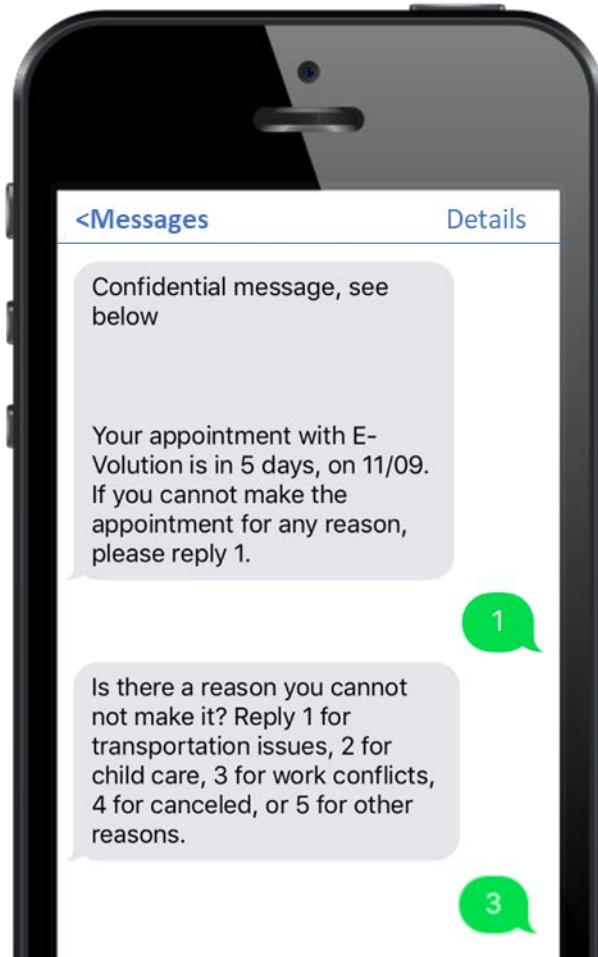 <Messages Details
Confidential message, see
below
Your appointment with E-
Volution is in 5 days, on 11/09.
If you cannot make the
appointment for any reason,
please reply 1.
1
Is there a reason you cannot
not make it? Reply 1 for
transportation issues, 2 for
child care, 3 for work conflicts,
4 for canceled, or 5 for other
reasons.
3